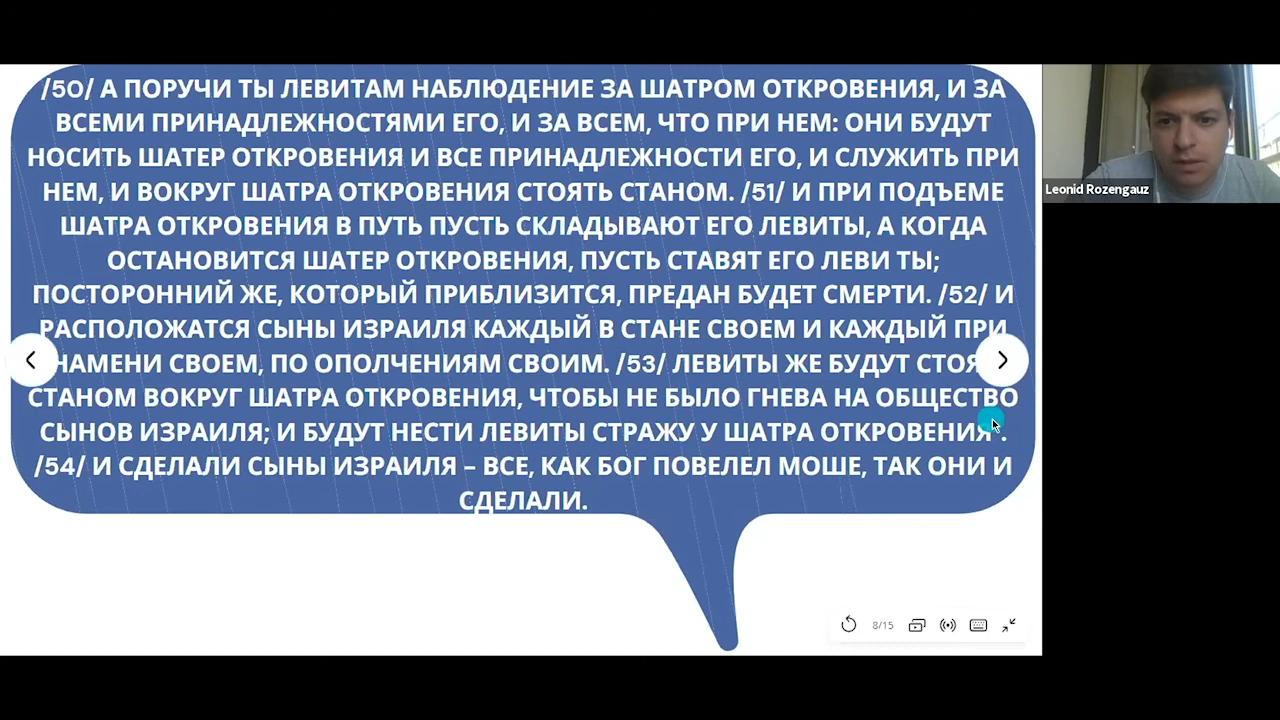 /50/ А ПОРУЧИ ТЫ ЛЕВИТАМ НАБЛЮДЕНИЕ ЗА ШАТРОМ ОТКРОВЕНИЯ, И ЗА
ВСЕМИ ПРИНАДЛЕЖНОСТЯМИ ЕГО, И ЗА ВСЕМ, ЧТО ПРИ НЕМ: ОНИ БУДУТ
НОСИТЬ ШАТЕР ОТКРОВЕНИЯ И ВСЕ ПРИНАДЛЕЖНОСТИ ЕГО, И СЛУЖИТЬ ПРИ
НЕМ, И ВОКРУГ ШАТРА ОТКРОВЕНИЯ СТОЯТЬ СТАНОМ. /51/ И ПРИ ПОДЪЕМЕ
ШАТРА ОТКРОВЕНИЯ В ПУТЬ ПУСТЬ СКЛАДЫВАЮТ ЕГО ЛЕВИТЫ, А КОГДА
ОСТАНОВИТСЯ ШАТЕР ОТКРОВЕНИЯ, ПУСТЬ СТАВЯТ ЕГО ЛЕВИ ТЫ;
ПОСТОРОННИЙ ЖЕ, КОТОРЫЙ ПРИБЛИЗИТСЯ, ПРЕДАН БУДЕТ СМЕРТИ. /52/ И
РАСПОЛОЖАТСЯ СЫНЫ ИЗРАИЛЯ КАЖДЫЙ В СТАНЕ СВОЕМ И КАЖДЫЙ ПРИ
НАМЕНИ СВОЕМ, ПО ОПОЛЧЕНИЯМ СВОИМ. /53/ ЛЕВИТЫ ЖЕ БУДУТ СТОЯ
СТАНОМ ВОКРУГ ШАТРА ОТКРОВЕНИЯ, ЧТОБЫ НЕ БЫЛО ГНЕВА НА ОБЩЕСТВО
СЫНОВ ИЗРАИЛЯ; И БУДУТ НЕСТИ ЛЕВИТЫ СТРАЖУ У ШАТРА ОТКРОВЕНИЯ".
/54/ И СДЕЛАЛИ СЫНЫ ИЗРАИЛЯ – ВСЕ, КАК БОГ ПОВЕЛЕЛ МОШЕ, ТАК ОНИ И
СДЕЛАЛИ.
Leonid Rozengauz
8/15